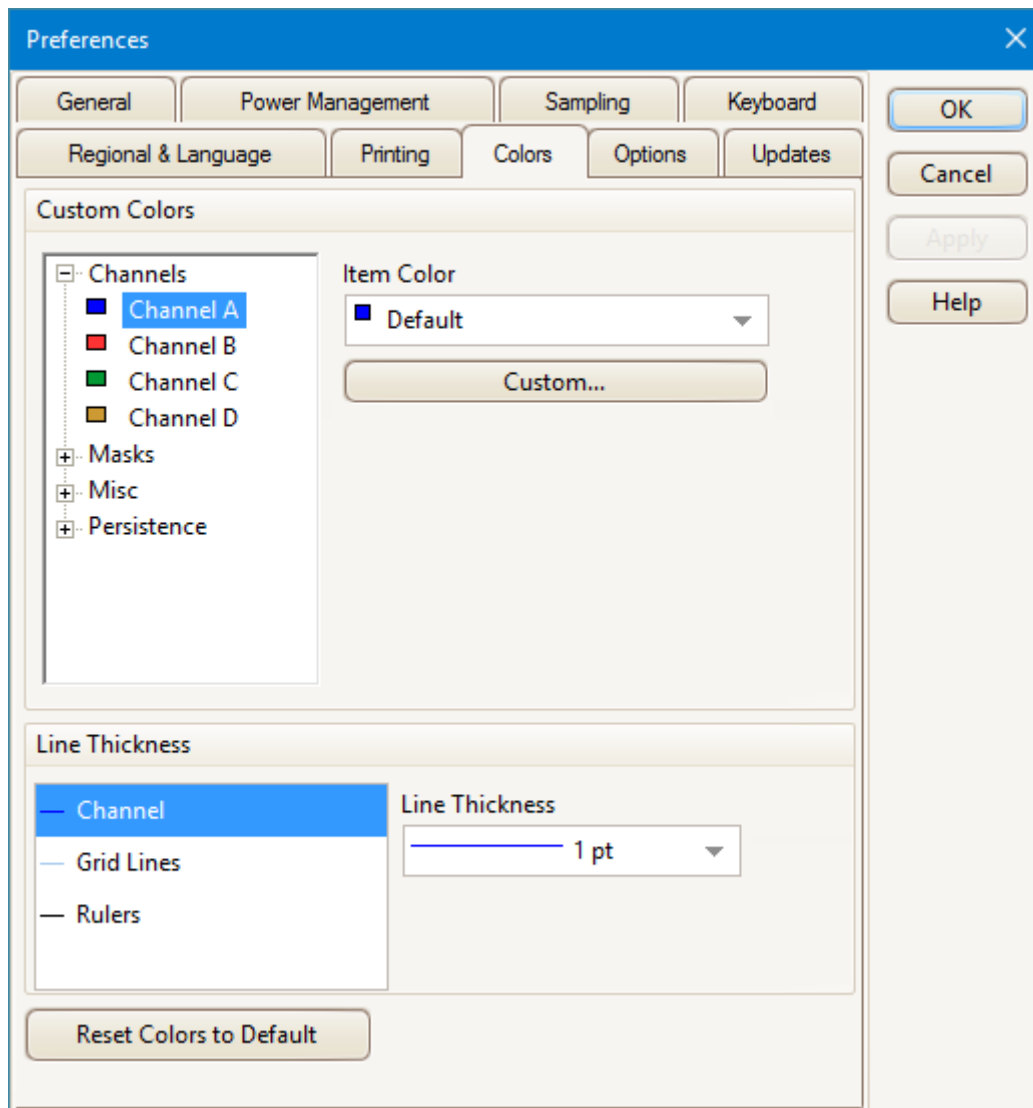 Preferences
General
Power Management
Sampling
Keyboard
Regional & Language
Printing
Colors
Options
Updates
OK
Cancel
Apply
Help
Custom Colors
Channels
Channel A
Channel B
Channel C
Channel D
Masks
Misc
Persistence
Item Color
Default
Custom...
Line Thickness
Channel
Grid Lines
Rulers
Line Thickness
1 pt
Reset Colors to Default